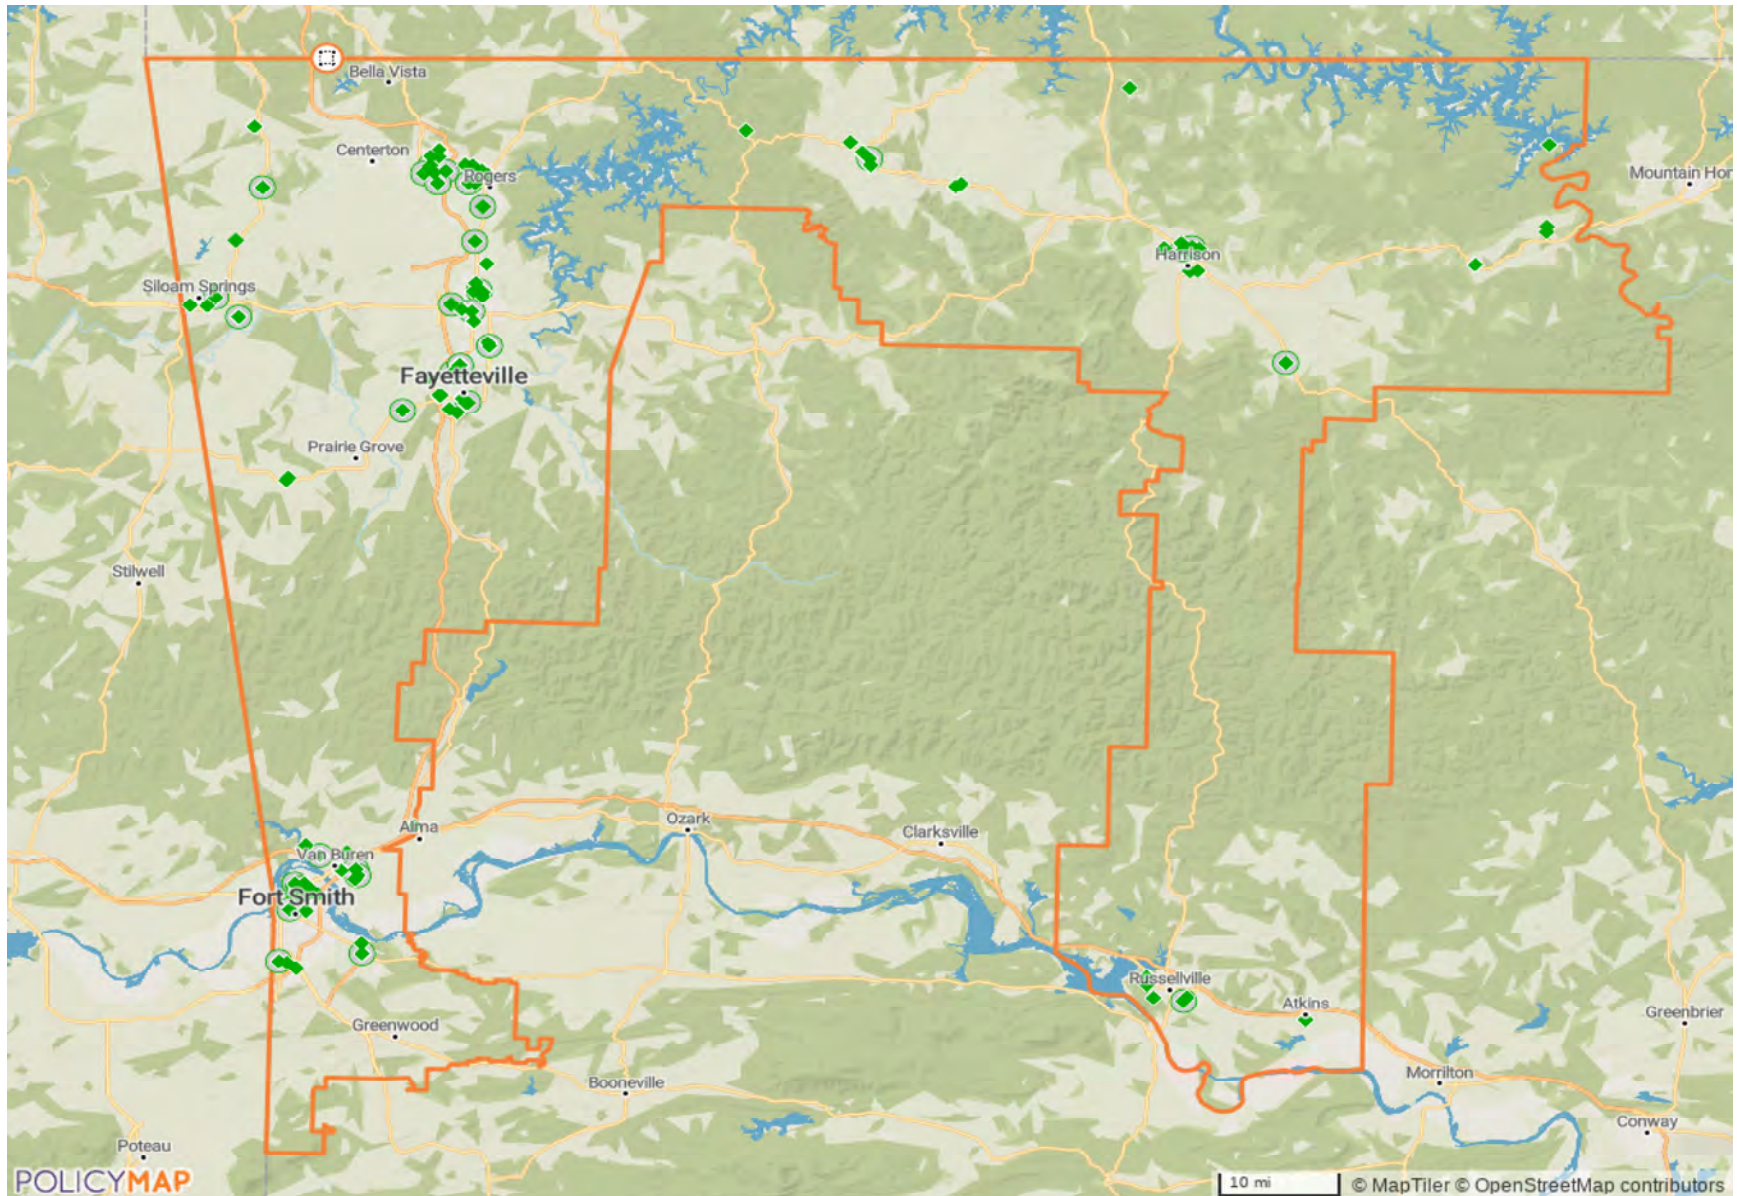 Bella Vista
Centerton
Rogers
Mountain Hor
Harrison
Siloam Springs
Fayetteville
Prairie Grove
Stilwell
Alma
Ozark
Clarksville
Van Buren
Fort Smith
Russellville
Atkins
Greenbrier
Greenwood
Booneville
Morrilton
Conway
Poteau
POLICYMAP
10 mi
© MapTiler © OpenStreetMap contributors